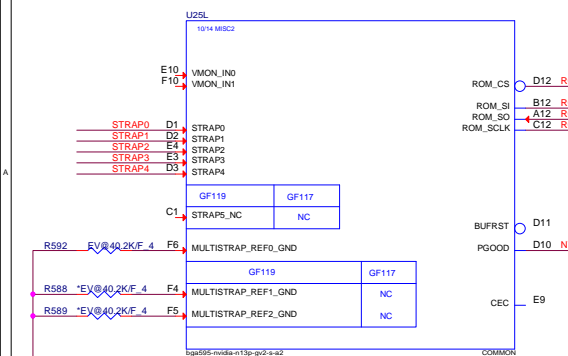 U25L
10/14 MISC2
E10 VMON_IN0
F10 VMON_IN1
ROM_CS D12 R
ROM_SI B12 R
ROM_SO A12 R
ROM_SCLK C12 R
STRAP0 D1 STRAP0
STRAP1 D2 STRAP1
STRAP2 E4 STRAP2
STRAP3 E3 STRAP3
STRAP4 D3 STRAP4
A
GF119 GF117
C1 STRAP5_NC NC
BUFRST D11
R592 EV@40.2K/F_4 F6 MULTISTRAP_REF0_GND
PGOOD D10 N
GF119 GF117
R588 *EV@40.2K/F_4 F4 MULTISTRAP_REF1_GND NC
CEC E9
R589 *EV@40.2K/F_4 F5 MULTISTRAP_REF2_GND NC
bga595-nvidia-n13p-gv2-s-a2 COMMON